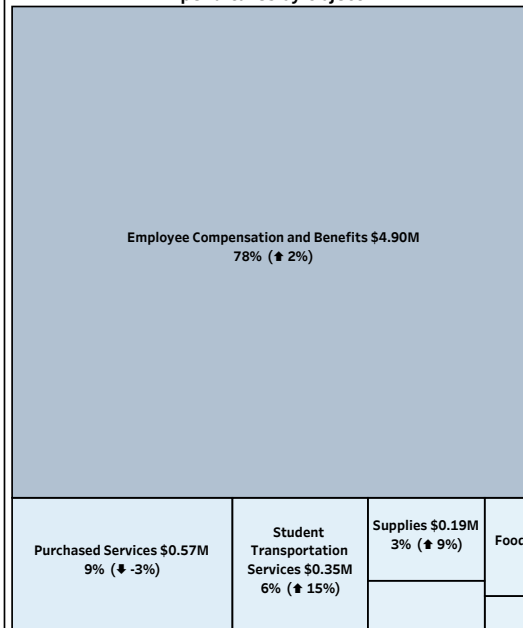 Employee Compensation and Benefits $4.90M
78% (⬆ 2%)
Purchased Services $0.57M
9% (⬇ -3%)
Student
Transportation
Services $0.35M
6% (⬆ 15%)
Supplies $0.19M
3% (⬆ 9%)
Food